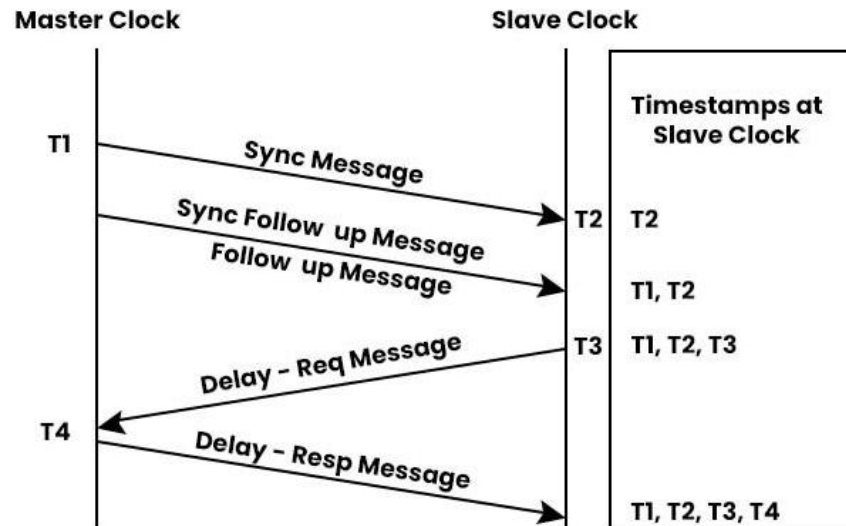 Master Clock
Slave Clock
Timestamps at
Slave Clock
T1
Sync Message
T2
T2
Sync Follow up Message
Follow up Message
T1, T2
T3
T1, T2, T3
Delay - Req Message
T4
Delay - Resp Message
T1, T2, T3, T4